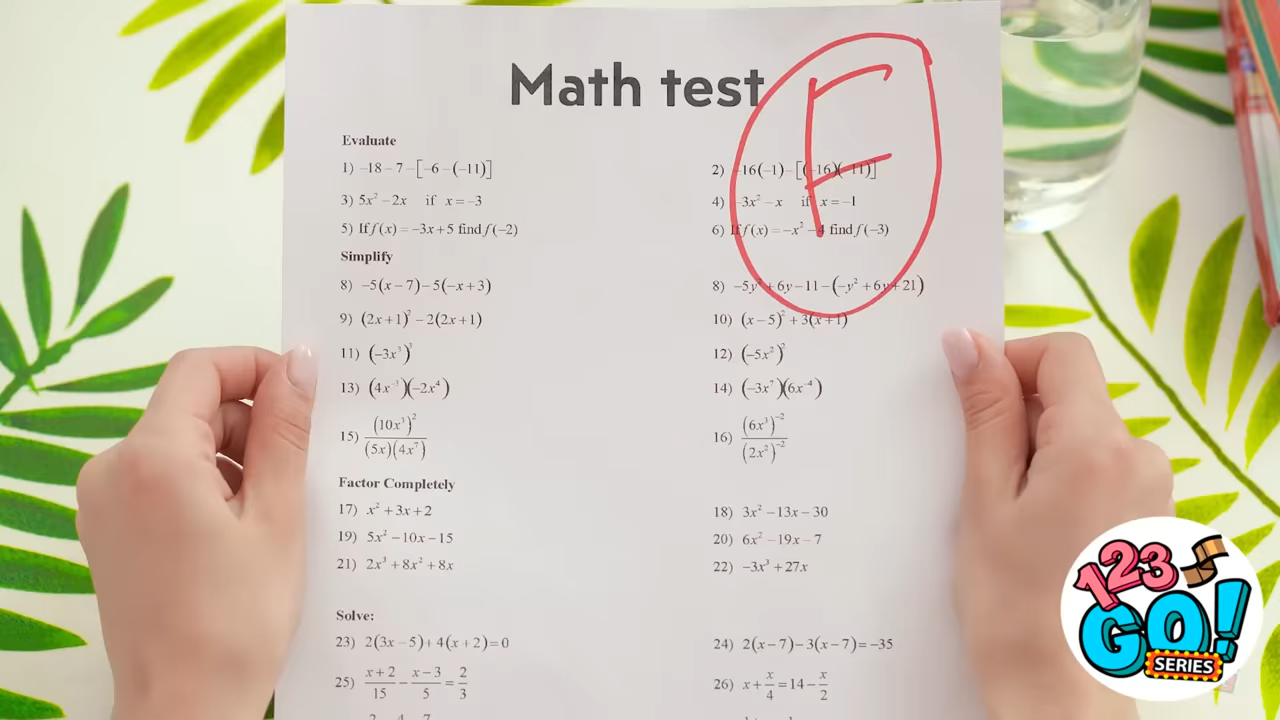 Math test
F
Evaluate
1) -18 - 7 - [-6 - (-11)]
2) -16(-1) - [(-16)(-11)]
3) 5x² - 2x if x = -3
4) -3x² - x if x = -1
5) If f(x) = -3x + 5 find f(-2)
6) If f(x) = -x² - 4 find f(-3)
Simplify
8) -5(x - 7) - 5(-x + 3)
8) -5y² + 6y - 11 - (-y² + 6y + 21)
9) (2x + 1)² - 2(2x + 1)
10) (x - 5)² + 3(x + 1)
11) (-3x³)
12) (-5x²)
13) (4x⁻³)(-2x⁴)
14) (-3x⁷)(6x⁻⁴)
15) (10x³)² / (5x)(4x⁷)
16) (6x³)⁻² / (2x²)⁻²
Factor Completely
17) x² + 3x + 2
18) 3x² - 13x - 30
19) 5x² - 10x - 15
20) 6x² - 19x - 7
21) 2x³ + 8x² + 8x
22) -3x³ + 27x
Solve:
23) 2(3x - 5) + 4(x + 2) = 0
24) 2(x - 7) - 3(x - 7) = -35
25) x + 2 / 15 - x - 3 / 5 = 2 / 3
26) x + x / 4 = 14 - x / 2
123
GO!
SERIES